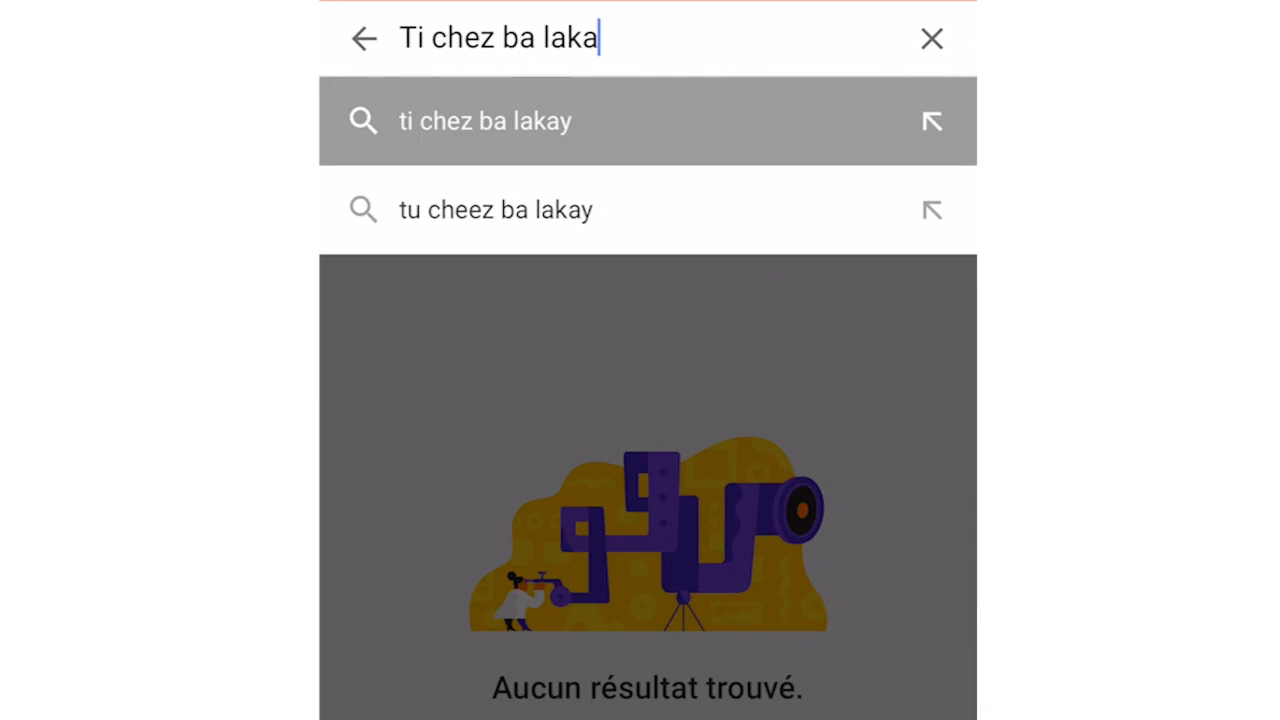 Ti chez ba laka
ti chez ba lakay
tu cheez ba lakay
Aucun résultat trouvé.